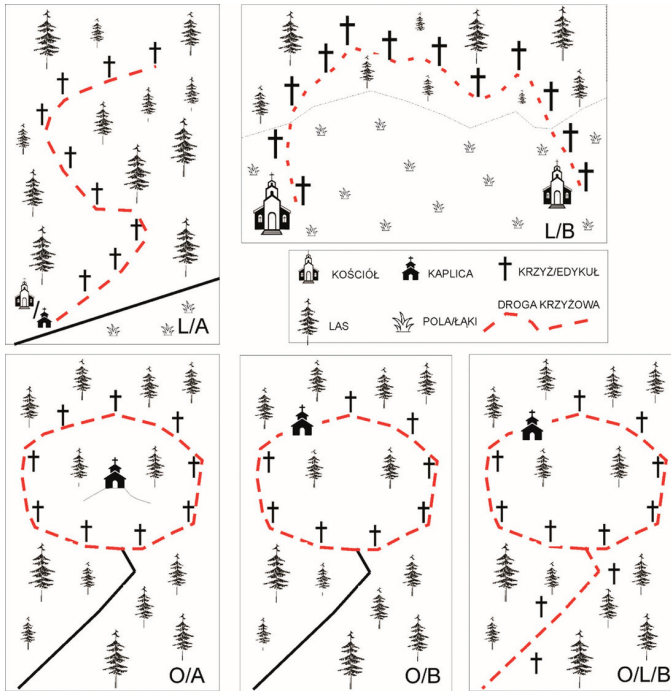 L/A
L/B
KOŚCIÓŁ
KAPLICA
KRZYŻ/EDYKUŁ
LAS
POLA/ŁĄKI
DROGA KRZYŻOWA
O/A
O/B
O/L/B